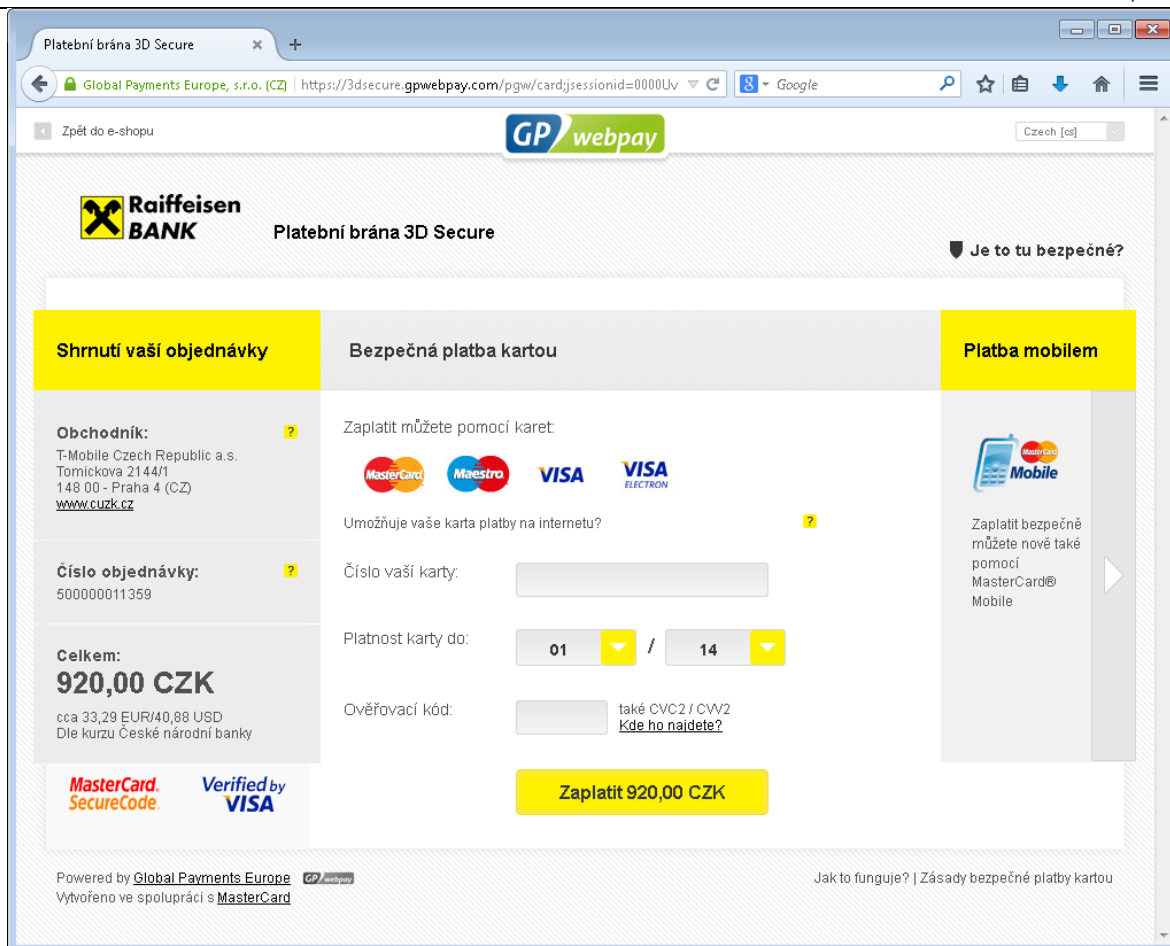 Platební brána 3D Secure
Global Payments Europe, s.r.o. (CZ) https://3dsecure.gpwebpay.com/pgw/card;jsessionid=0000Uv Google
Zpět do e-shopu
GP webpay
Czech [cs]
Raiffeisen
BANK
Platební brána 3D Secure
Je to tu bezpečné?
Shrnutí vaší objednávky
Bezpečná platba kartou
Platba mobilem
Obchodník: ?
T-Mobile Czech Republic a.s.
Tomickova 2144/1
148 00 - Praha 4 (CZ)
www.cuzk.cz
Číslo objednávky: ?
500000011359
Celkem:
920,00 CZK
cca 33,29 EUR/40,88 USD
Dle kurzu České národní banky
MasterCard.
SecureCode.
Verified by
VISA
Zaplatit můžete pomocí karet:
MasterCard Maestro VISA VISA
ELECTRON
Umožňuje vaše karta platby na internetu? ?
Číslo vaší karty:
Platnost karty do: 01 / 14
Ověřovací kód: také CVC2 / CVV2
Kde ho najdete?
Zaplatit 920,00 CZK
MasterCard
Mobile
Zaplatit bezpečně
můžete nově také
pomocí
MasterCard®
Mobile
Powered by Global Payments Europe GP webpay
Vytvořeno ve spolupráci s MasterCard
Jak to funguje? | Zásady bezpečné platby kartou